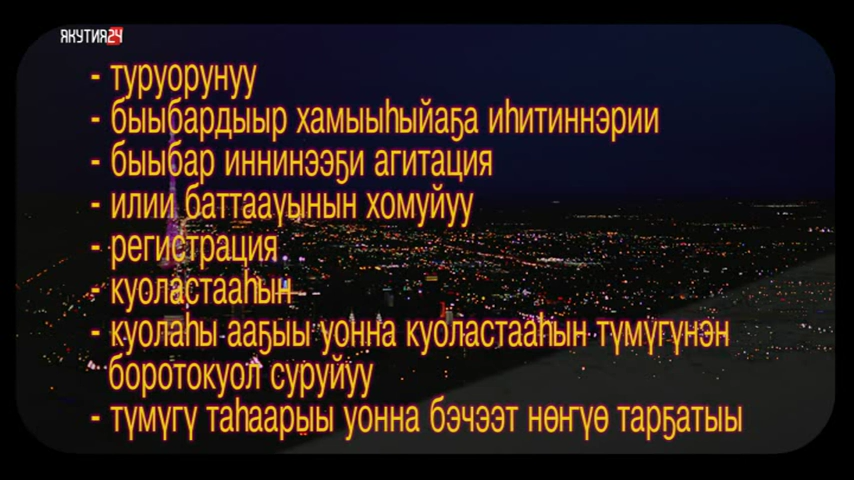 ЯКУТИЯ24
- туруорунуу
- быыбардыыр хамыыһыйаҕа иһитиннэрии
- быыбар иннинээҕи агитация
- илии баттааүынын хомуйуу
- регистрация
- куоластааһын
- куолаһы ааҕыы уонна куоластааһын түмүгүнэн
боротокуол суруйуу
- түмүгү таһаарыы уонна бэчээт нөҥүө тарҕатыы